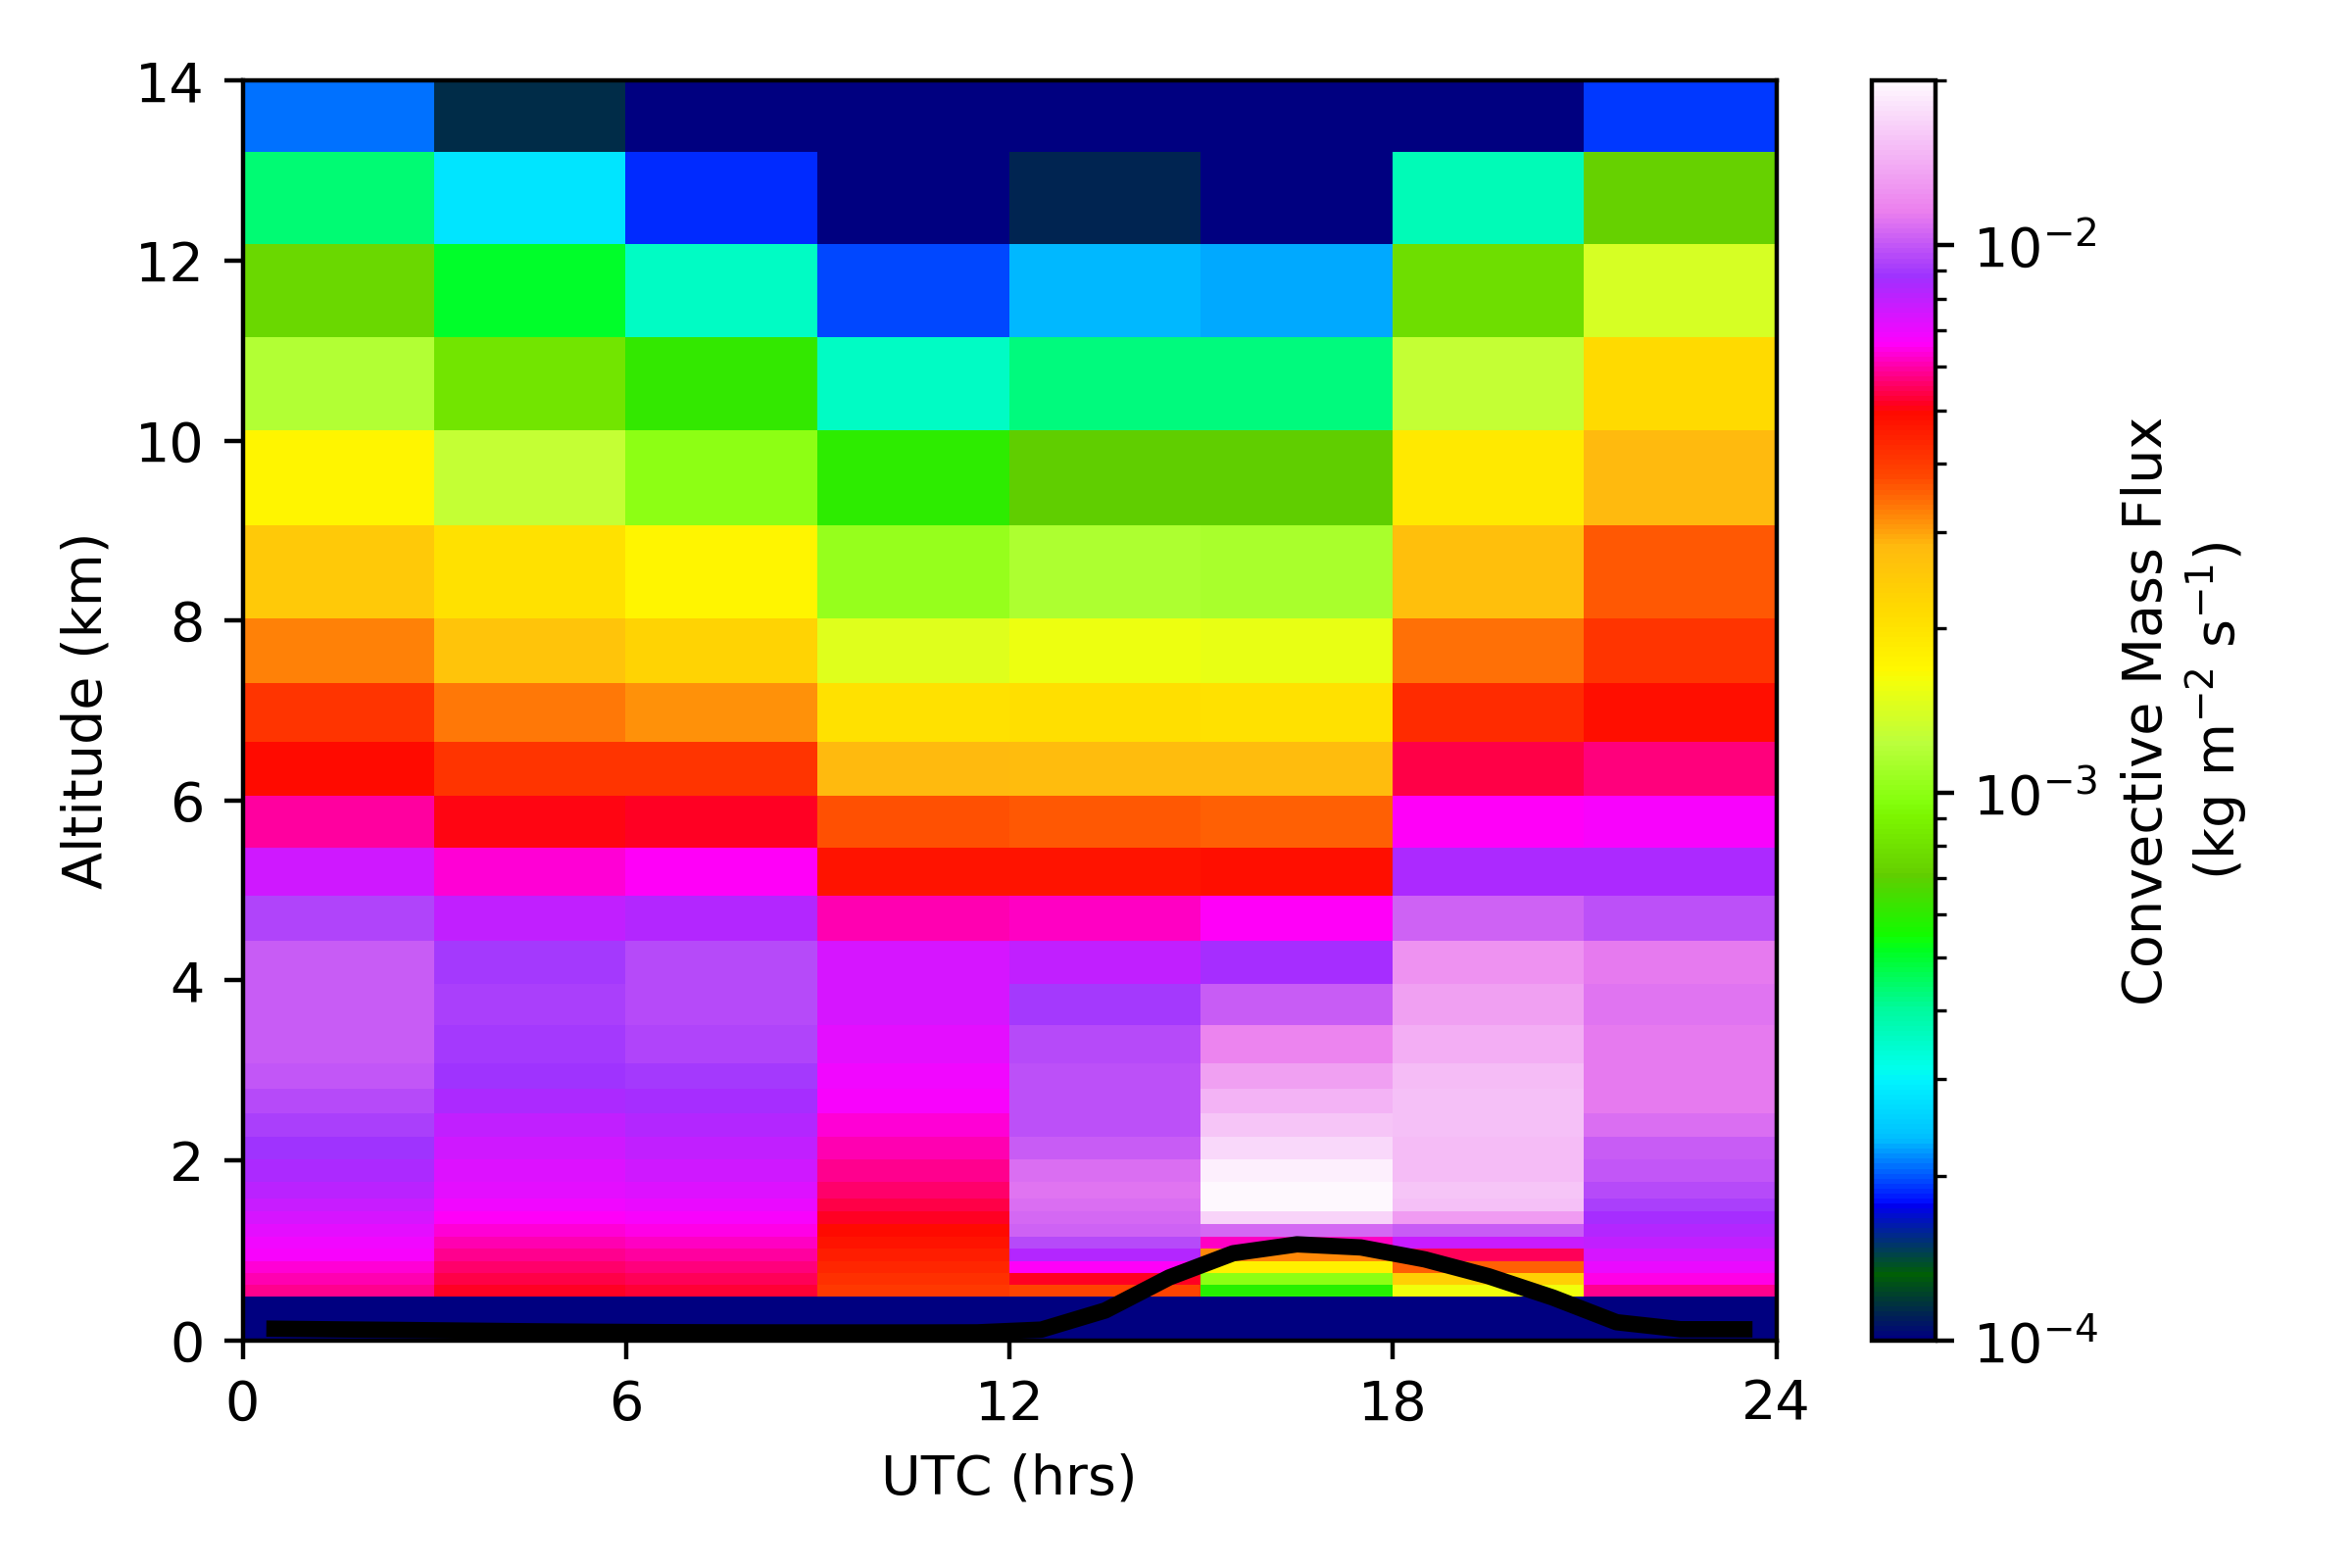 14
12
10
8
6
4
2
0
Altitude (km)
0 6 12 18 24
UTC (hrs)
10⁻²
10⁻³
10⁻⁴
Convective Mass Flux
(kg m⁻² s⁻¹)